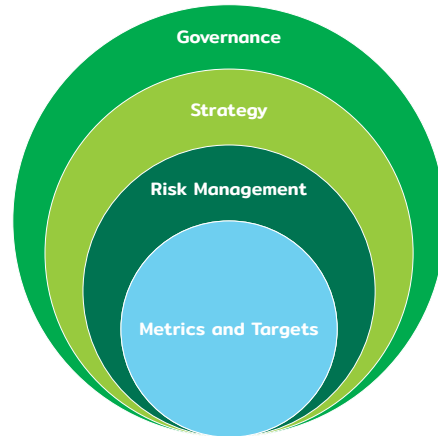 Governance
Strategy
Risk Management
Metrics and Targets